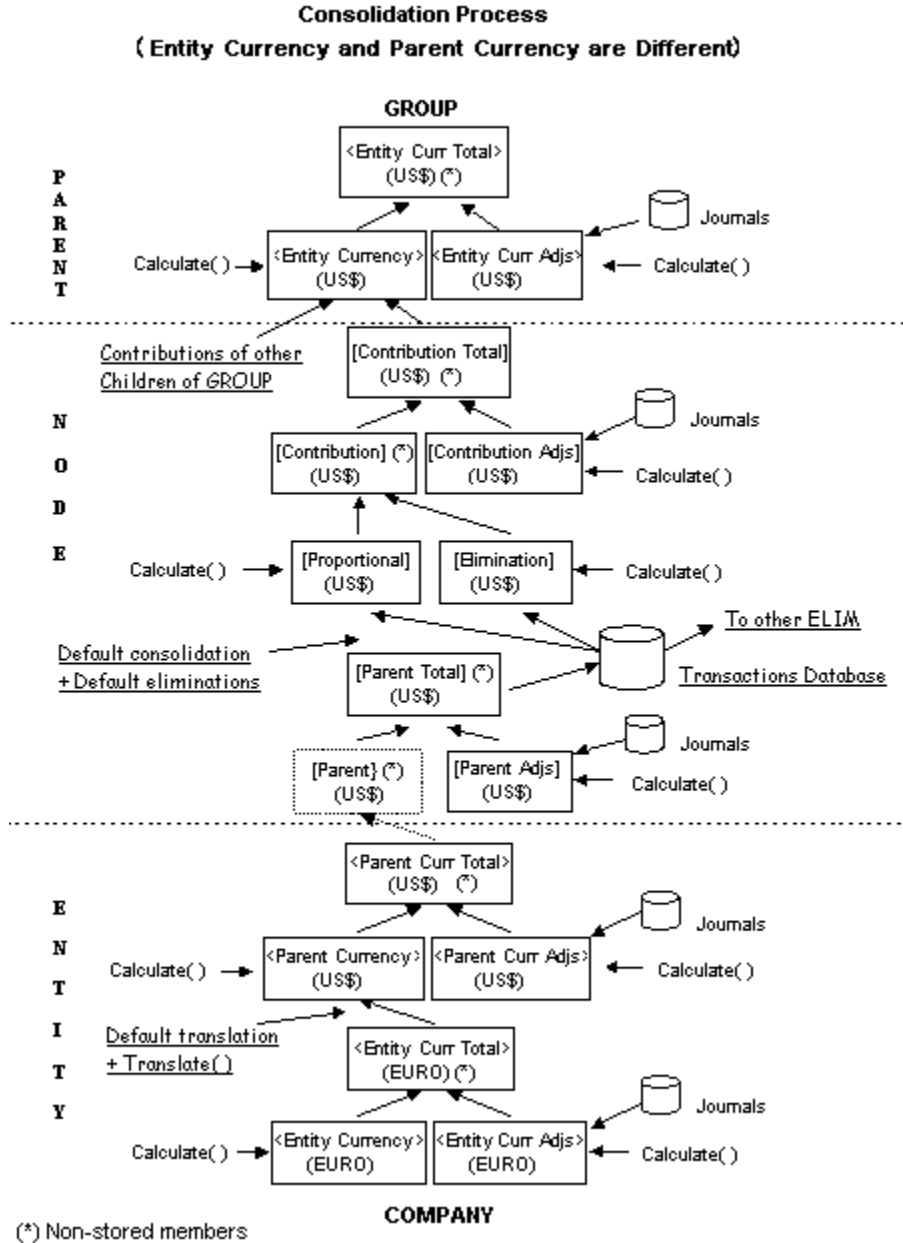 Consolidation Process
( Entity Currency and Parent Currency are Different)
GROUP
<Entity Curr Total>
(US$) (*)
PARENT
Journals
Calculate()
<Entity Currency>
(US$)
<Entity Curr Adjs>
(US$)
Calculate()
Contributions of other
Children of GROUP
[Contribution Total]
(US$) (*)
NODE
Journals
[Contribution] (*)
(US$)
[Contribution Adjs]
(US$)
Calculate()
Calculate()
[Proportional]
(US$)
[Elimination]
(US$)
Calculate()
To other ELIM
Default consolidation
+ Default eliminations
[Parent Total] (*)
(US$)
Transactions Database
Journals
[Parent} (*)
(US$)
[Parent Adjs]
(US$)
Calculate()
<Parent Curr Total>
(US$) (*)
ENTITY
Journals
Calculate()
<Parent Currency>
(US$)
<Parent Curr Adjs>
(US$)
Calculate()
Default translation
+ Translate()
<Entity Curr Total>
(EURO) (*)
Journals
Calculate()
<Entity Currency>
(EURO)
<Entity Curr Adjs>
(EURO)
Calculate()
COMPANY
(*) Non-stored members